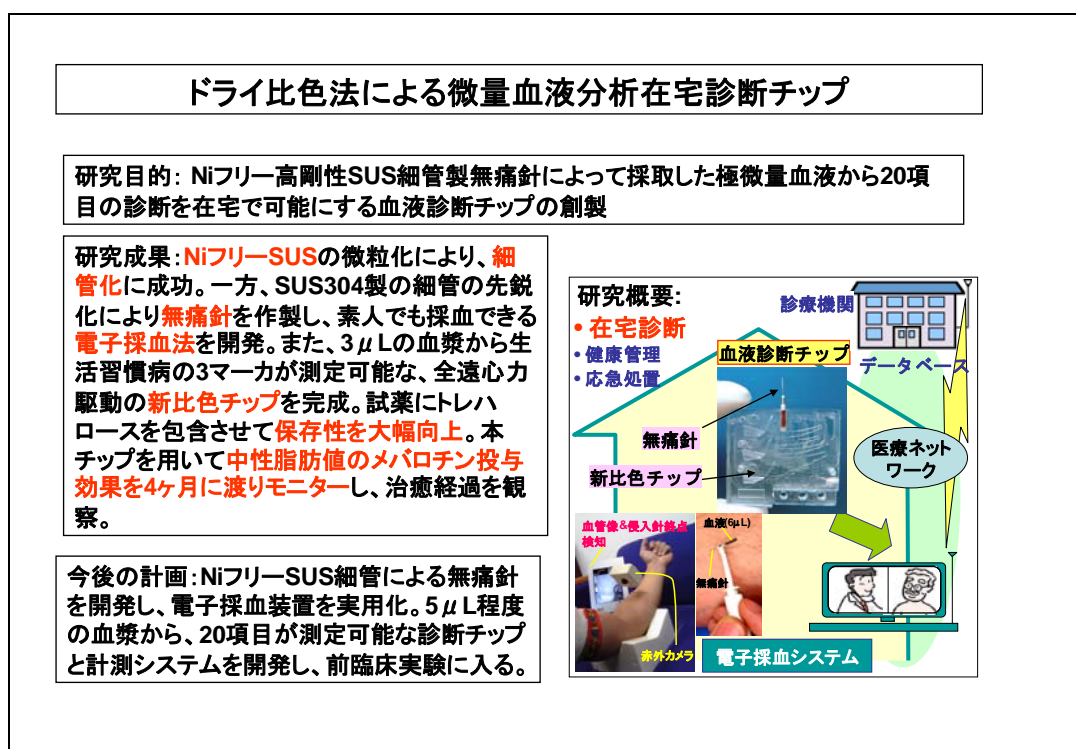 ドライ比色法による微量血液分析在宅診断チップ
研究目的： Niフリー高剛性SUS細管製無痛針によって採取した極微量血液から20項
目の診断を在宅で可能にする血液診断チップの創製
研究成果：NiフリーSUSの微粒化により、細
管化に成功。一方、SUS304製の細管の先鋭
化により無痛針を作製し、素人でも採血できる
電子採血法を開発。また、3μLの血漿から生
活習慣病の3マーカが測定可能な、全遠心力
駆動の新比色チップを完成。試薬にトレハ
ロースを包含させて保存性を大幅向上。本
チップを用いて中性脂肪値のメバロチン投与
効果を4ヶ月に渡りモニターし、治癒経過を観
察。
今後の計画：NiフリーSUS細管による無痛針
を開発し、電子採血装置を実用化。5μL程度
の血漿から、20項目が測定可能な診断チップ
と計測システムを開発し、前臨床実験に入る。
研究概要:
• 在宅診断
• 健康管理
• 応急処置
診療機関
血液診断チップ
データベース
無痛針
新比色チップ
医療ネット
ワーク
血管像&侵入針終点
検知
血液(6μL)
無痛針
赤外カメラ
電子採血システム